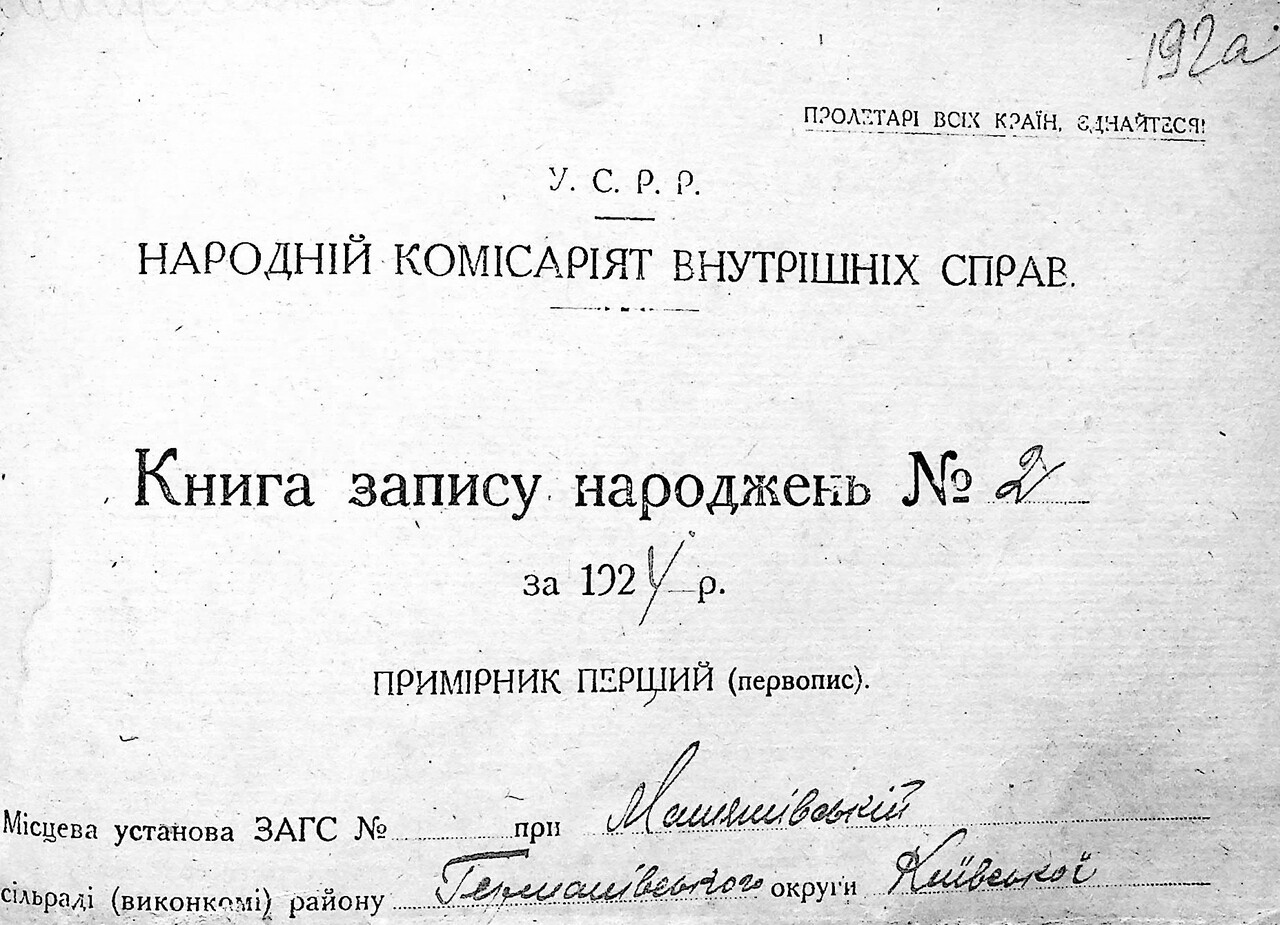 192а
ПРОЛЕТАРІ ВСІХ КРАЇН, ЄДНАЙТЕСЯ!
У. С. Р. Р.
НАРОДНІЙ КОМІСАРІЯТ ВНУТРІШНІХ СПРАВ.
Книга запису народжень № 2
за 1924 р.
ПРИМІРНИК ПЕРШИЙ (первопис).
Місцева установа ЗАГС № при
сільраді (виконкомі) району Германівського округи Київської